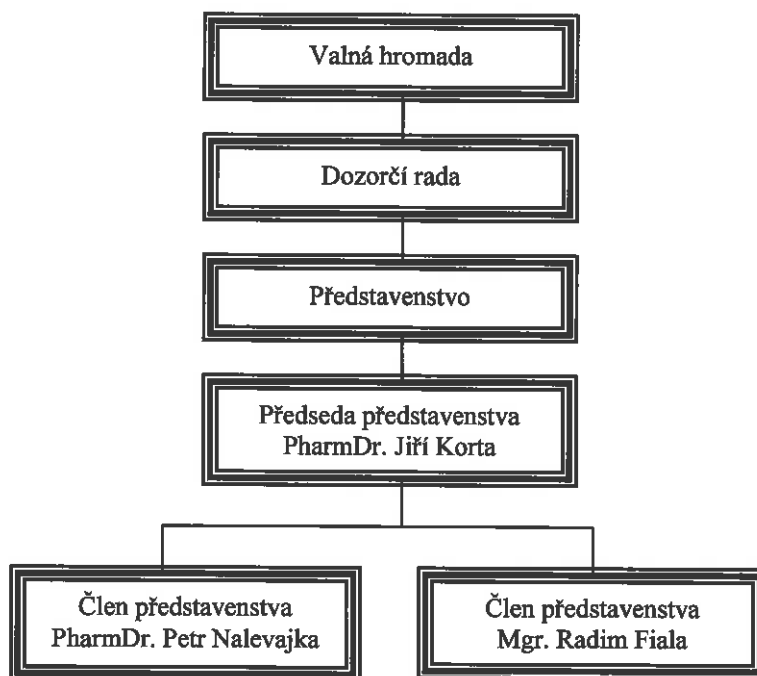 Valná hromada
Dozorčí rada
Představenstvo
Předseda představenstva
PharmDr. Jiří Korta
Člen představenstva
PharmDr. Petr Nalevajka
Člen představenstva
Mgr. Radim Fiala